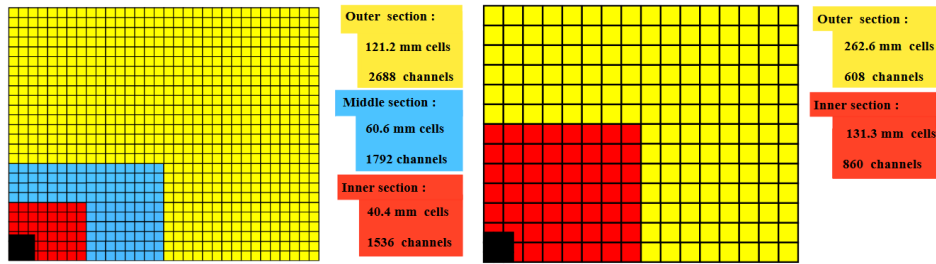 Outer section :
121.2 mm cells
2688 channels
Middle section :
60.6 mm cells
1792 channels
Inner section :
40.4 mm cells
1536 channels
Outer section :
262.6 mm cells
608 channels
Inner section :
131.3 mm cells
860 channels